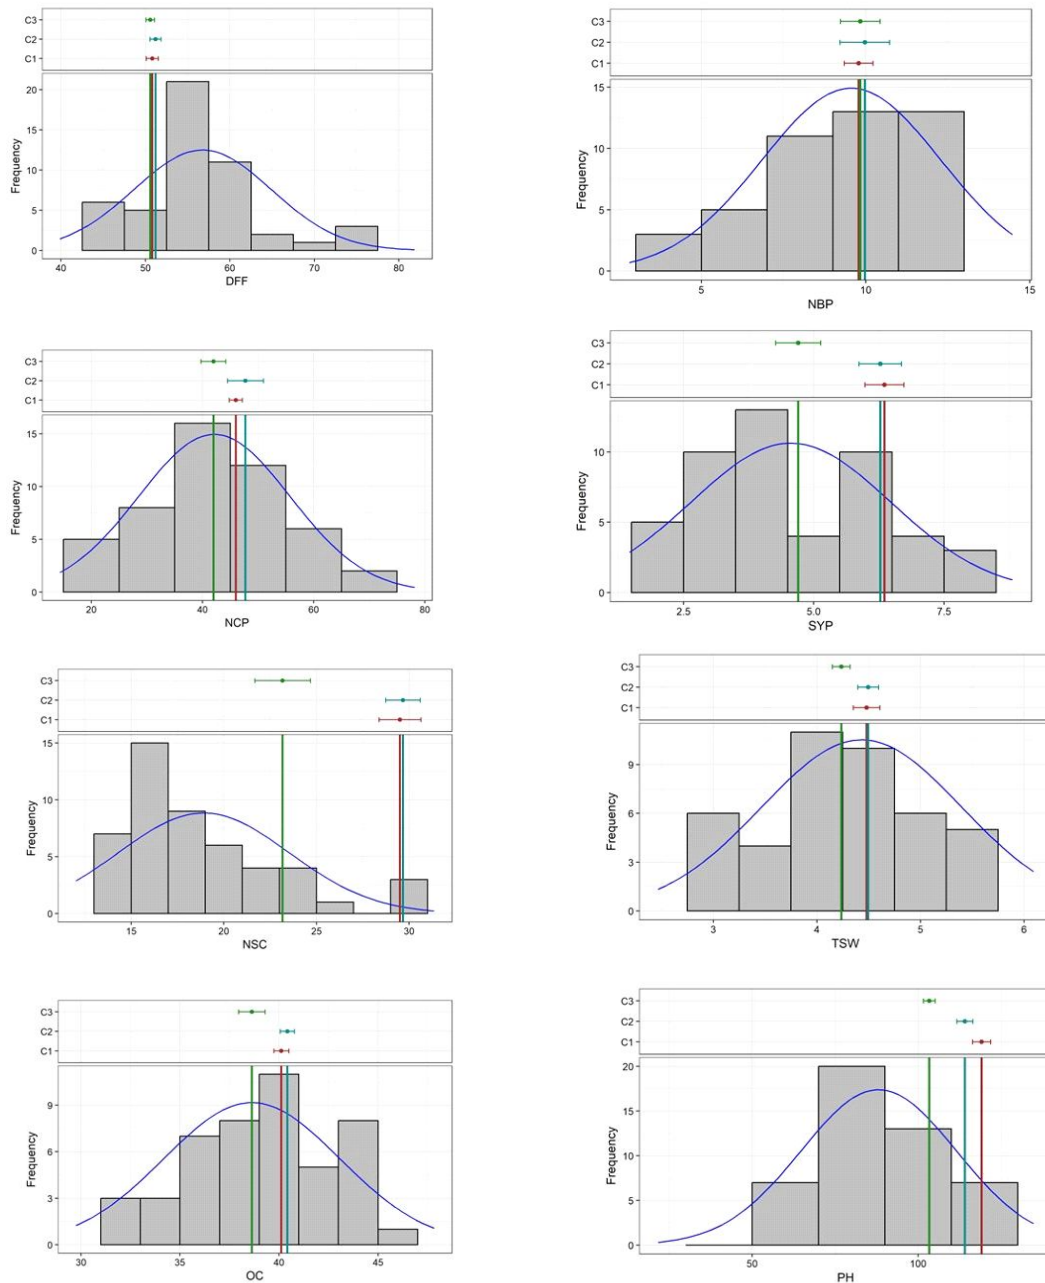 C3
C2
C1
Frequency
20
15
10
5
0
40 50 60 70 80
DFF
C3
C2
C1
Frequency
15
10
5
0
5 10 15
NBP
C3
C2
C1
Frequency
15
10
5
0
20 40 60 80
NCP
C3
C2
C1
Frequency
10
5
0
2.5 5.0 7.5
SYP
C3
C2
C1
Frequency
15
10
5
0
15 20 25 30
NSC
C3
C2
C1
Frequency
9
6
3
0
3 4 5 6
TSW
C3
C2
C1
Frequency
9
6
3
0
30 35 40 45
OC
C3
C2
C1
Frequency
20
15
10
5
0
50 100
PH